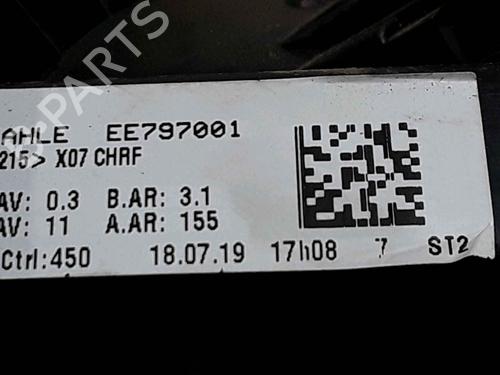 AHLE EE797001
215> X07 CHRF
AV: 0.3 B.AR: 3.1
AV: 11 A.AR: 155
Ctrl:450 18.07.19 17h08 7 ST2
B-PARTS